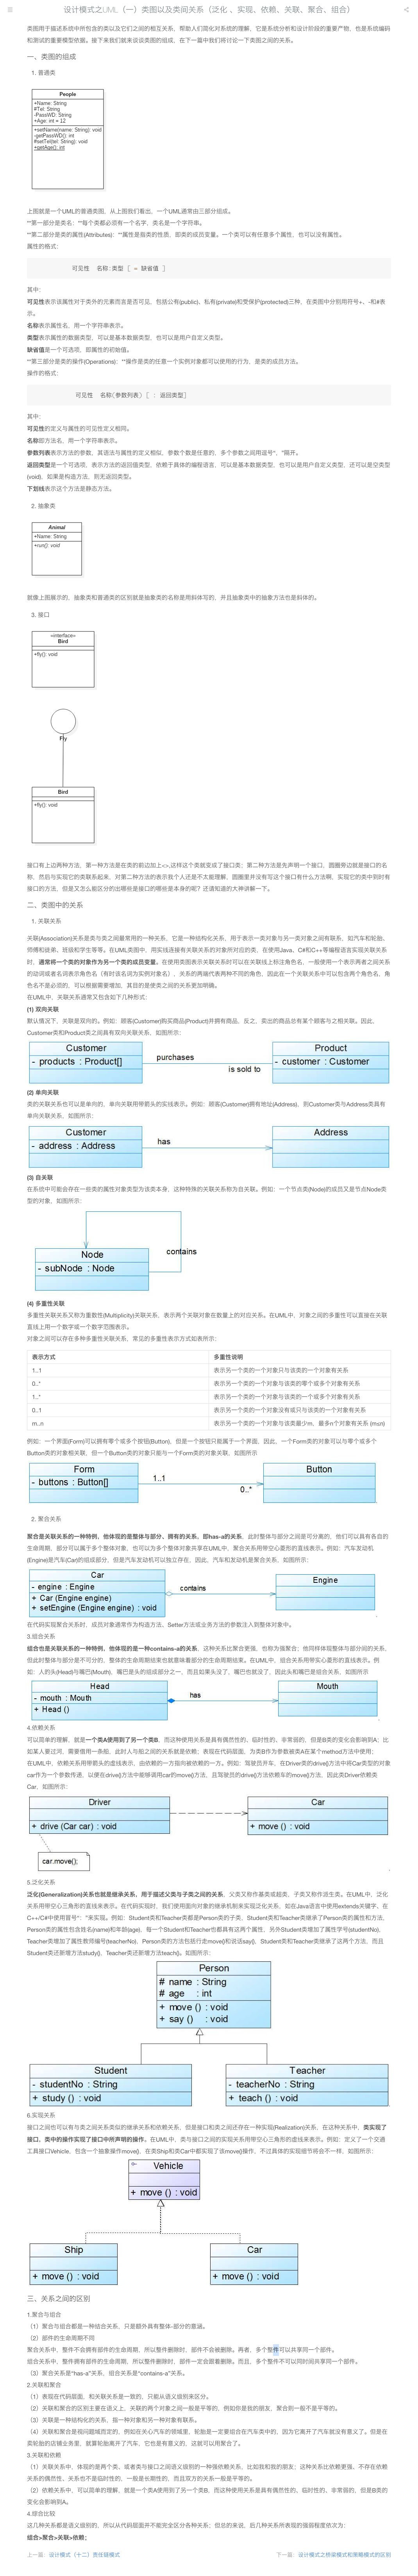 设计模式之UML（一）类图以及类间关系（泛化 、实现、依赖、关联、聚合、组合）
类图用于描述系统中所包含的类以及它们之间的相互关系，帮助人们简化对系统的理解，它是系统分析和设计阶段的重要产物，也是系统编码
和测试的重要模型依据。接下来我们就来谈谈类图的组成，在下一篇中我们将讨论一下类图之间的关系。
一、类图的组成
1. 普通类
People
+Name: String
#Tel: String
-PassWD: String
+Age: int = 12
+setName(name: String): void
-getPassWD(): int
#setTel(tel: String): void
+getAge(): int
上图就是一个UML的普通类图，从上图我们看出，一个UML通常由三部分组成。
**第一部分是类名：**每个类都必须有一个名字，类名是一个字符串。
**第二部分是类的属性(Attributes)：**属性是指类的性质，即类的成员变量。一个类可以有任意多个属性，也可以没有属性。
属性的格式：
可见性 名称:类型 [ = 缺省值 ]
其中:
可见性表示该属性对于类外的元素而言是否可见，包括公有(public)、私有(private)和受保护(protected)三种，在类图中分别用符号+、-和#表
示。
名称表示属性名，用一个字符串表示。
类型表示属性的数据类型，可以是基本数据类型，也可以是用户自定义类型。
缺省值是一个可选项，即属性的初始值。
**第三部分是类的操作(Operations)：**操作是类的任意一个实例对象都可以使用的行为，是类的成员方法。
操作的格式:
可见性 名称(参数列表) [ : 返回类型]
其中:
可见性的定义与属性的可见性定义相同。
名称即方法名，用一个字符串表示。
参数列表表示方法的参数，其语法与属性的定义相似，参数个数是任意的，多个参数之间用逗号“，”隔开。
返回类型是一个可选项，表示方法的返回值类型，依赖于具体的编程语言，可以是基本数据类型，也可以是用户自定义类型，还可以是空类型
(void)，如果是构造方法，则无返回类型。
下划线表示这个方法是静态方法。
2. 抽象类
Animal
+Name: String
+run(): void
就像上图展示的，抽象类和普通类的区别就是抽象类的名称是用斜体写的，并且抽象类中的抽象方法也是斜体的。
3. 接口
«interface»
Bird
+fly(): void
Fly
Bird
+fly(): void
接口有上边两种方法，第一种方法是在类的前边加上<>,这样这个类就变成了接口类；第二种方法是先声明一个接口，圆圈旁边就是接口的名
称，然后与实现它的类联系起来，对第二种方法的表示我个人还是不太能理解，圆圈里并没有写这个接口有什么方啊，实现它的类中到时有
接口的方法，但是又怎么能区分的出哪些是接口的哪些是本身的呢？还请知道的大神讲解一下。
二、类图中的关系
1. 关联关系
关联(Association)关系是类与类之间最常用的一种关系，它是一种结构化关系，用于表示一类对象与另一类对象之间有联系，如汽车和轮胎、
师傅和徒弟、班级和学生等等。在UML类图中，用实线连接有关联关系的对象所对应的类，在使用Java、C#和C++等编程语言实现关联关系
时，通常将一个类的对象作为另一个类的成员变量。在使用类图表示关联关系时可以在关联线上标注角色名，一般使用一个表示两者之间关系
的动词或者名词表示角色名（有时该名词为实例对象名），关系的两端代表两种不同的角色，因此在一个关联关系中可以包含两个角色名，角
色名不是必须的，可以根据需要增加，其目的是使类之间的关系更加明确。
在UML中，关联关系通常又包含如下几种形式：
(1) 双向关联
默认情况下，关联是双向的。例如：顾客(Customer)购买商品(Product)并拥有商品，反之，卖出的商品总有某个顾客与之相关联。因此，
Customer类和Product类之间具有双向关联关系，如图所示：
Customer
- products : Product[]
purchases
is sold to
Product
- customer : Customer
(2) 单向关联
类的关联关系也可以是单向的，单向关联用带箭头的实线表示。例如：顾客(Customer)拥有地址(Address)，则Customer类与Address类具有
单向关联关系，如图所示：
Customer
- address : Address
has
Address
(3) 自关联
在系统中可能会存在一些类的属性对象类型为该类本身，这种特殊的关联关系称为自关联。例如：一个节点类(Node)的成员又是节点Node类
型的对象，如图所示：
Node
- subNode : Node
contains
(4) 多重性关联
多重性关联关系又称为重数性(Multiplicity)关联关系，表示两个关联对象在数量上的对应关系。在UML中，对象之间的多重性可以直接在关联
直线上用一个数字或一个数字范围表示。
对象之间可以存在多种多重性关联关系，常见的多重性表示方式如表所示：
表示方式 多重性说明
1..1 表示另一个类的一个对象只与该类的一个对象有关系
0..* 表示另一个类的一个对象与该类的零个或多个对象有关系
1..* 表示另一个类的一个对象与该类的一个或多个对象有关系
0..1 表示另一个类的一个对象没有或只与该类的一个对象有关系
m..n 表示另一个类的一个对象与该类最少m，最多n个对象有关系 (m≤n)
例如：一个界面(Form)可以拥有零个或多个按钮(Button)，但是一个按钮只能属于一个界面，因此，一个Form类的对象可以与零个或多个
Button类的对象相关联，但一个Button类的对象只能与一个Form类的对象关联，如图所示
Form
- buttons : Button[]
1..1
0..*
Button
2. 聚合关系
聚合是关联关系的一种特例，他体现的是整体与部分、拥有的关系，即has-a的关系，此时整体与部分之间是可分离的，他们可以具有各自的
生命周期，部分可以属于多个整体对象，也可以为多个整体对象共享在UML中，聚合关系用带空心菱形的直线表示。例如：汽车发动机
(Engine)是汽车(Car)的组成部分，但是汽车发动机可以独立存在，因此，汽车和发动机是聚合关系，如图所示：
Car
- engine : Engine
+ Car (Engine engine)
+ setEngine (Engine engine) : void
contains
Engine
在代码实现聚合关系时，成员对象通常作为构造方法、Setter方法或业务方法的参数注入到整体对象中。
3.组合关系
组合也是关联关系的一种特例，他体现的是一种contains-a的关系，这种关系比聚合更强，也称为强聚合；他同样体现整体与部分间的关系，
但此时整体与部分是不可分的，整体的生命周期结束也就意味着部分的生命周期结束。在UML中，组合关系用带实心菱形的直线表示。例
如：人的头(Head)与嘴巴(Mouth)，嘴巴是头的组成部分之一，而且如果头没了，嘴巴也就没了，因此头和嘴巴是组合关系，如图所示
Head
- mouth : Mouth
+ Head ()
has
Mouth
4.依赖关系
可以简单的理解，就是一个类A使用到了另一个类B，而这种使用关系是具有偶然性的、临时性的、非常弱的，但是B类的变化会影响到A；比
如某人要过河，需要借用一条船，此时人与船之间的关系就是依赖；表现在代码层面，为类B作为参数被类A在某个method方法中使用；
在UML中，依赖关系用带箭头的虚线表示，由依赖的一方指向被依赖的一方。例如：驾驶员开车，在Driver类的drive()方法中将Car类型的对象
car作为一个参数传递，以便在drive()方法中能够调用car的move()方法，且驾驶员的drive()方法依赖车的move()方法，因此类Driver依赖类
Car，如图所示：
Driver
+ drive (Car car) : void
Car
+ move () : void
car.move();
5.泛化关系
泛化(Generalization)关系也就是继承关系，用于描述父类与子类之间的关系，父类又称作基类或超类，子类又称作派生类。在UML中，泛化
关系用带空心三角形的直线来表示。在代码实现时，我们使用面向对象的继承机制来实现泛化关系，如在Java语言中使用extends关键字、在
C++/C#中使用冒号“：”来实现。例如：Student类和Teacher类都是Person类的子类，Student类和Teacher类继承了Person类的属性和方法，
Person类的属性包含姓名(name)和年龄(age)，每一个Student和Teacher也都具有这两个属性，另外Student类增加了属性学号(studentNo)，
Teacher类增加了属性教师编号(teacherNo)，Person类的方法包括行走move()和说话say()，Student类和Teacher类继承了这两个方法，而且
Student类还新增方法study()，Teacher类还新增方法teach()。如图所示：
Person
# name : String
# age : int
+ move () : void
+ say () : void
Student
- studentNo : String
+ study () : void
Teacher
- teacherNo : String
+ teach () : void
6.实现关系
接口之间也可以有与类之间关系类似的继承关系和依赖关系，但是接口和类之间还存在一种实现(Realization)关系，在这种关系中，类实现了
接口，类中的操作实现了接口中所声明的操作。在UML中，类与接口之间的实现关系用带空心三角形的虚线来表示。例如：定义了一个交通
工具接口Vehicle，包含一个抽象操作move()，在类Ship和类Car中都实现了该move()操作，不过具体的实现细节将会不一样，如图所示：
Vehicle
+ move () : void
Ship
+ move () : void
Car
+ move () : void
三、关系之间的区别
1.聚合与组合
（1）聚合与组合都是一种结合关系，只是额外具有整体-部分的意涵。
（2）部件的生命周期不同
聚合关系中，整件不会拥有部件的生命周期，所以整件删除时，部件不会被删除。再者，多个整件可以共享同一个部件。
组合关系中，整件拥有部件的生命周期，所以整件删除时，部件一定会跟着删除。而且，多个整件不可以同时间共享同一个部件。
（3）聚合关系是“has-a”关系，组合关系是“contains-a”关系。
2.关联和聚合
（1）表现在代码层面，和关联关系是一致的，只能从语义级别来区分。
（2）关联和聚合的区别主要在语义上，关联的两个对象之间一般是平等的，例如你是我的朋友，聚合则一般不是平等的。
（3）关联是一种结构化的关系，指一种对象和另一种对象有联系。
（4）关联和聚合是视问题域而定的，例如在关心汽车的领域里，轮胎是一定要组合在汽车类中的，因为它离开了汽车就没有意义了。但是在
卖轮胎的店铺业务里，就算轮胎离开了汽车，它也是有意义的，这就可以用聚合了。
3.关联和依赖
（1）关联关系中，体现的是两个类、或者类与接口之间语义级别的一种强依赖关系，比如我和我的朋友；这种关系比依赖更强、不存在依赖
关系的偶然性、关系也不是临时性的，一般是长期性的，而且双方的关系一般是平等的。
（2）依赖关系中，可以简单的理解，就是一个类A使用到了另一个类B，而这种使用关系是具有偶然性的、临时性的、非常弱的，但是B类的
变化会影响到A。
4.综合比较
这几种关系都是语义级别的，所以从代码层面并不能完全区分各种关系；但总的来说，后几种关系所表现的强弱程度依次为：
组合>聚合>关联>依赖；
上一篇: 设计模式（十二）责任链模式
下一篇: 设计模式之桥接模式和策略模式的区别